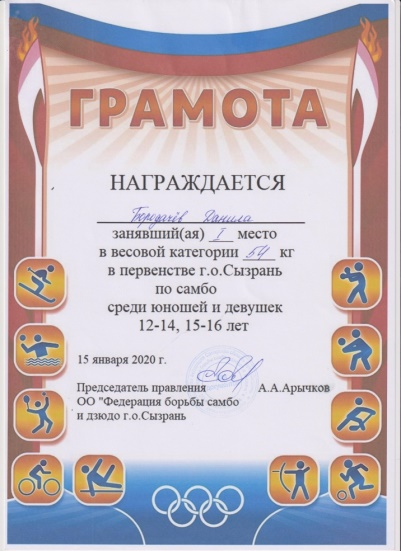 ГРАМОТА
НАГРАЖДАЕТСЯ
Бородачёв Данила
занявший(ая) I место
в весовой категории 54 кг
в первенстве г.о.Сызрань
по самбо
среди юношей и девушек
12-14, 15-16 лет
15 января 2020 г.
Председатель правления А.А.Арычков
ОО "Федерация борьбы самбо
и дзюдо г.о.Сызрань